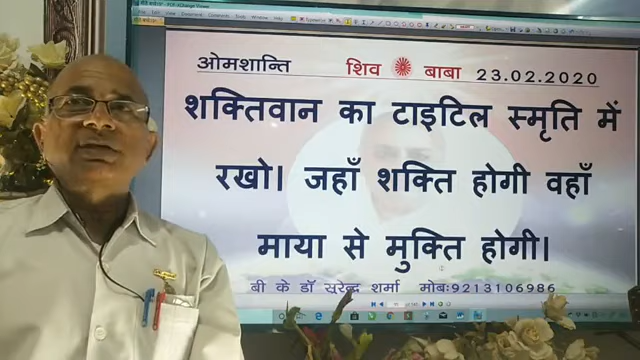 ओमशान्ति शिव बाबा 23.02.2020
शक्तिवान का टाइटिल स्मृति में
रखो। जहाँ शक्ति होगी वहाँ
माया से मुक्ति होगी।
बी के डॉ सुरेन्द्र शर्मा मोबः9213106986